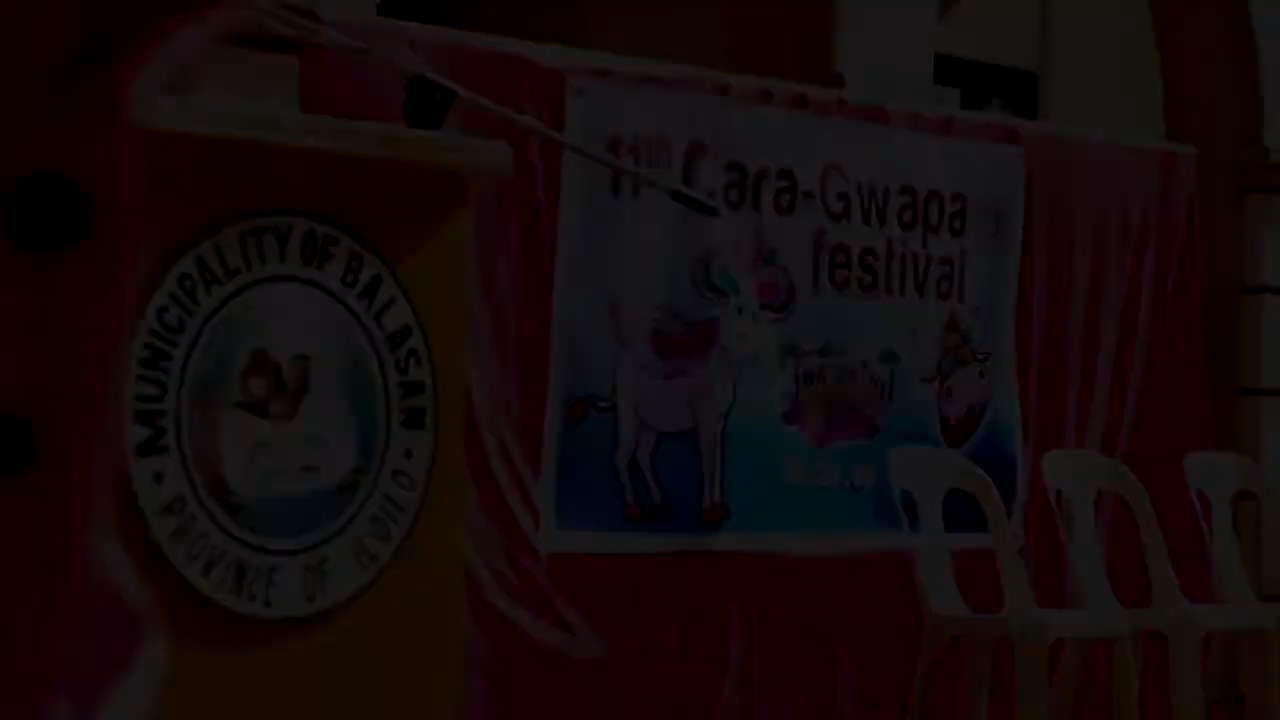 MUNICIPALITY OF BALASAN
PROVINCE OF ILOILO
11th Cara-Gwapa
festival